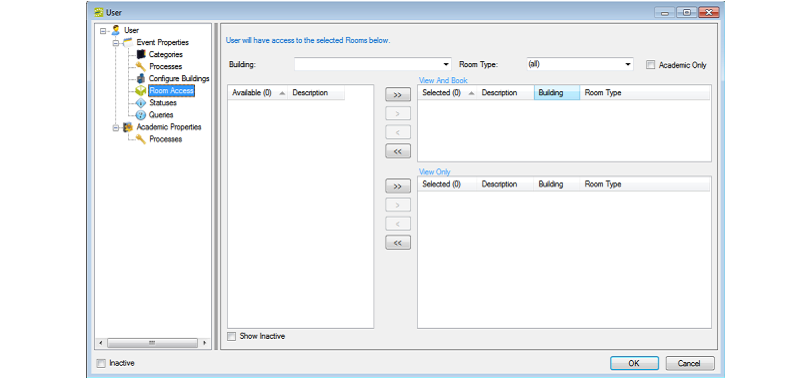 User
User
Event Properties
Categories
Processes
Configure Buildings
Room Access
Statuses
Queries
Academic Properties
Processes
User will have access to the selected Rooms below.
Building: Room Type: (all) Academic Only
View And Book
Available (0) Description >> Selected (0) Description Building Room Type
>
<
<<
View Only
>> Selected (0) Description Building Room Type
>
<
<<
Show Inactive
Inactive OK Cancel